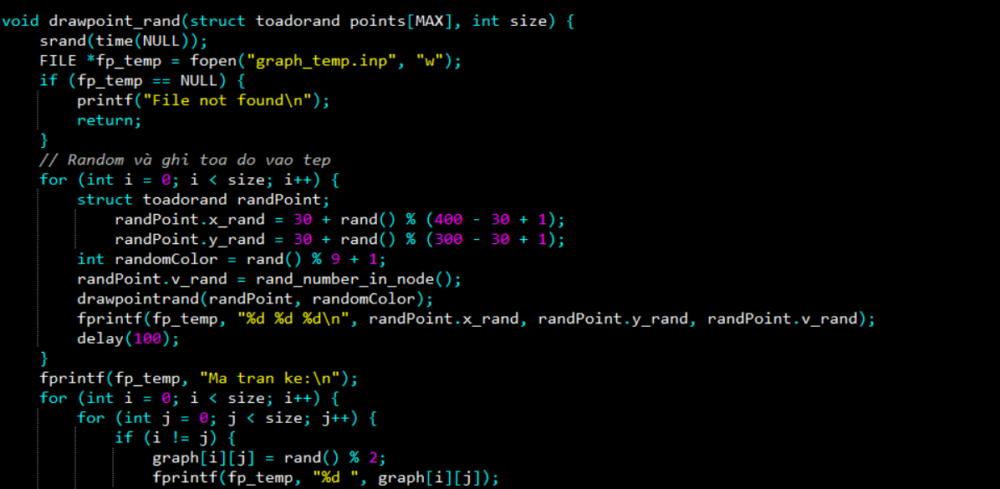 void drawpoint_rand(struct toadorand points[MAX], int size) {
    srand(time(NULL));
    FILE *fp_temp = fopen("graph_temp.inp", "w");
    if (fp_temp == NULL) {
        printf("File not found\n");
        return;
    }
    // Random và ghi toa do vao tep
    for (int i = 0; i < size; i++) {
        struct toadorand randPoint;
            randPoint.x_rand = 30 + rand() % (400 - 30 + 1);
            randPoint.y_rand = 30 + rand() % (300 - 30 + 1);
        int randomColor = rand() % 9 + 1;
        randPoint.v_rand = rand_number_in_node();
        drawpointrand(randPoint, randomColor);
        fprintf(fp_temp, "%d %d %d\n", randPoint.x_rand, randPoint.y_rand, randPoint.v_rand);
        delay(100);
    }
    fprintf(fp_temp, "Ma tran ke:\n");
    for (int i = 0; i < size; i++) {
        for (int j = 0; j < size; j++) {
            if (i != j) {
                graph[i][j] = rand() % 2;
                fprintf(fp_temp, "%d ", graph[i][j]);